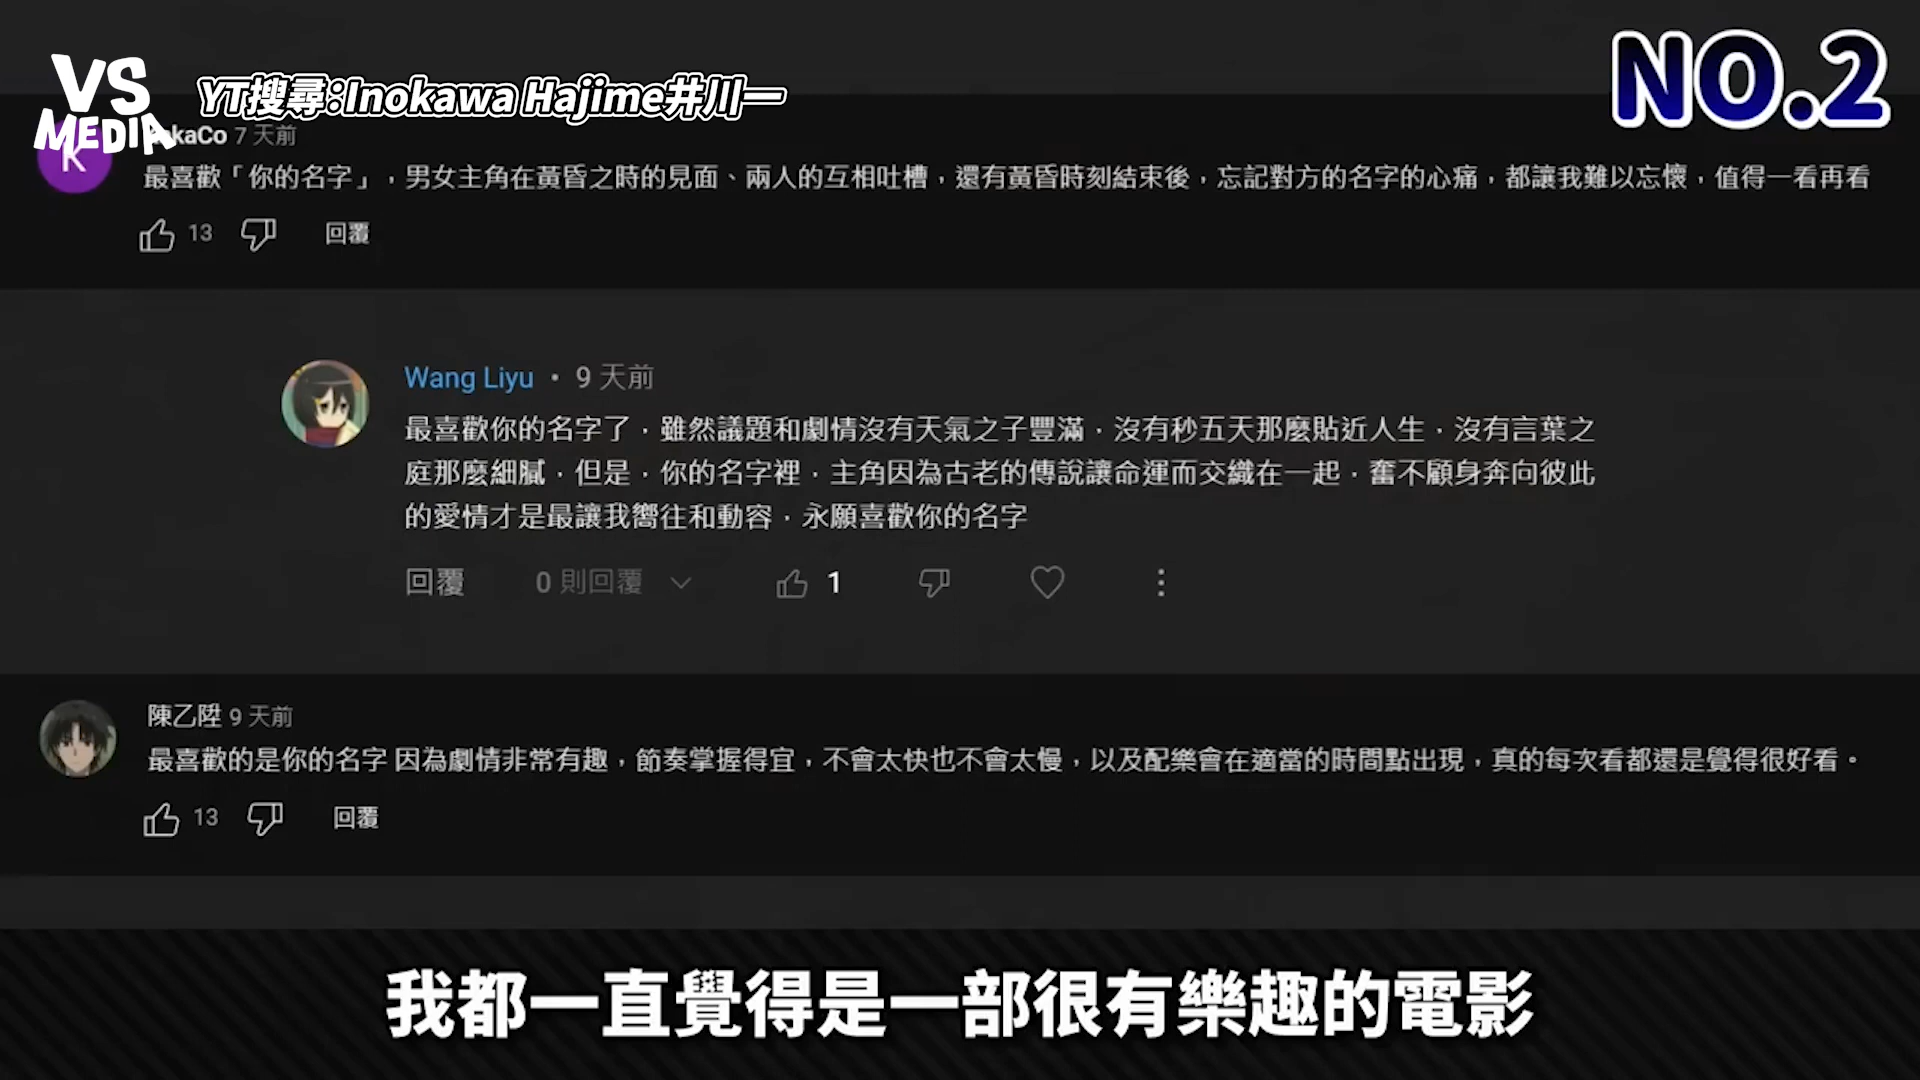 VS
MEDIA
YT搜尋:Inokawa Hajime井川一
NO.2
7 天前
K
最喜歡「你的名字」，男女主角在黃昏之時的見面、兩人的互相吐槽，還有黃昏時刻結束後，忘記對方的名字的心痛，都讓我難以忘懷，值得一看再看
13 回覆
Wang Liyu · 9 天前
最喜歡你的名字了，雖然議題和劇情沒有天氣之子豐滿，沒有秒五天那麼貼近人生，沒有言葉之
庭那麼細膩，但是，你的名字裡，主角因為古老的傳說讓命運而交織在一起，奮不顧身奔向彼此
的愛情才是最讓我嚮往和動容，永願喜歡你的名字
回覆 0 則回覆 1
陳乙陞 9 天前
最喜歡的是你的名字 因為劇情非常有趣，節奏掌握得宜，不會太快也不會太慢，以及配樂會在適當的時間點出現，真的每次看都還是覺得很好看。
13 回覆
我都一直覺得是一部很有樂趣的電影